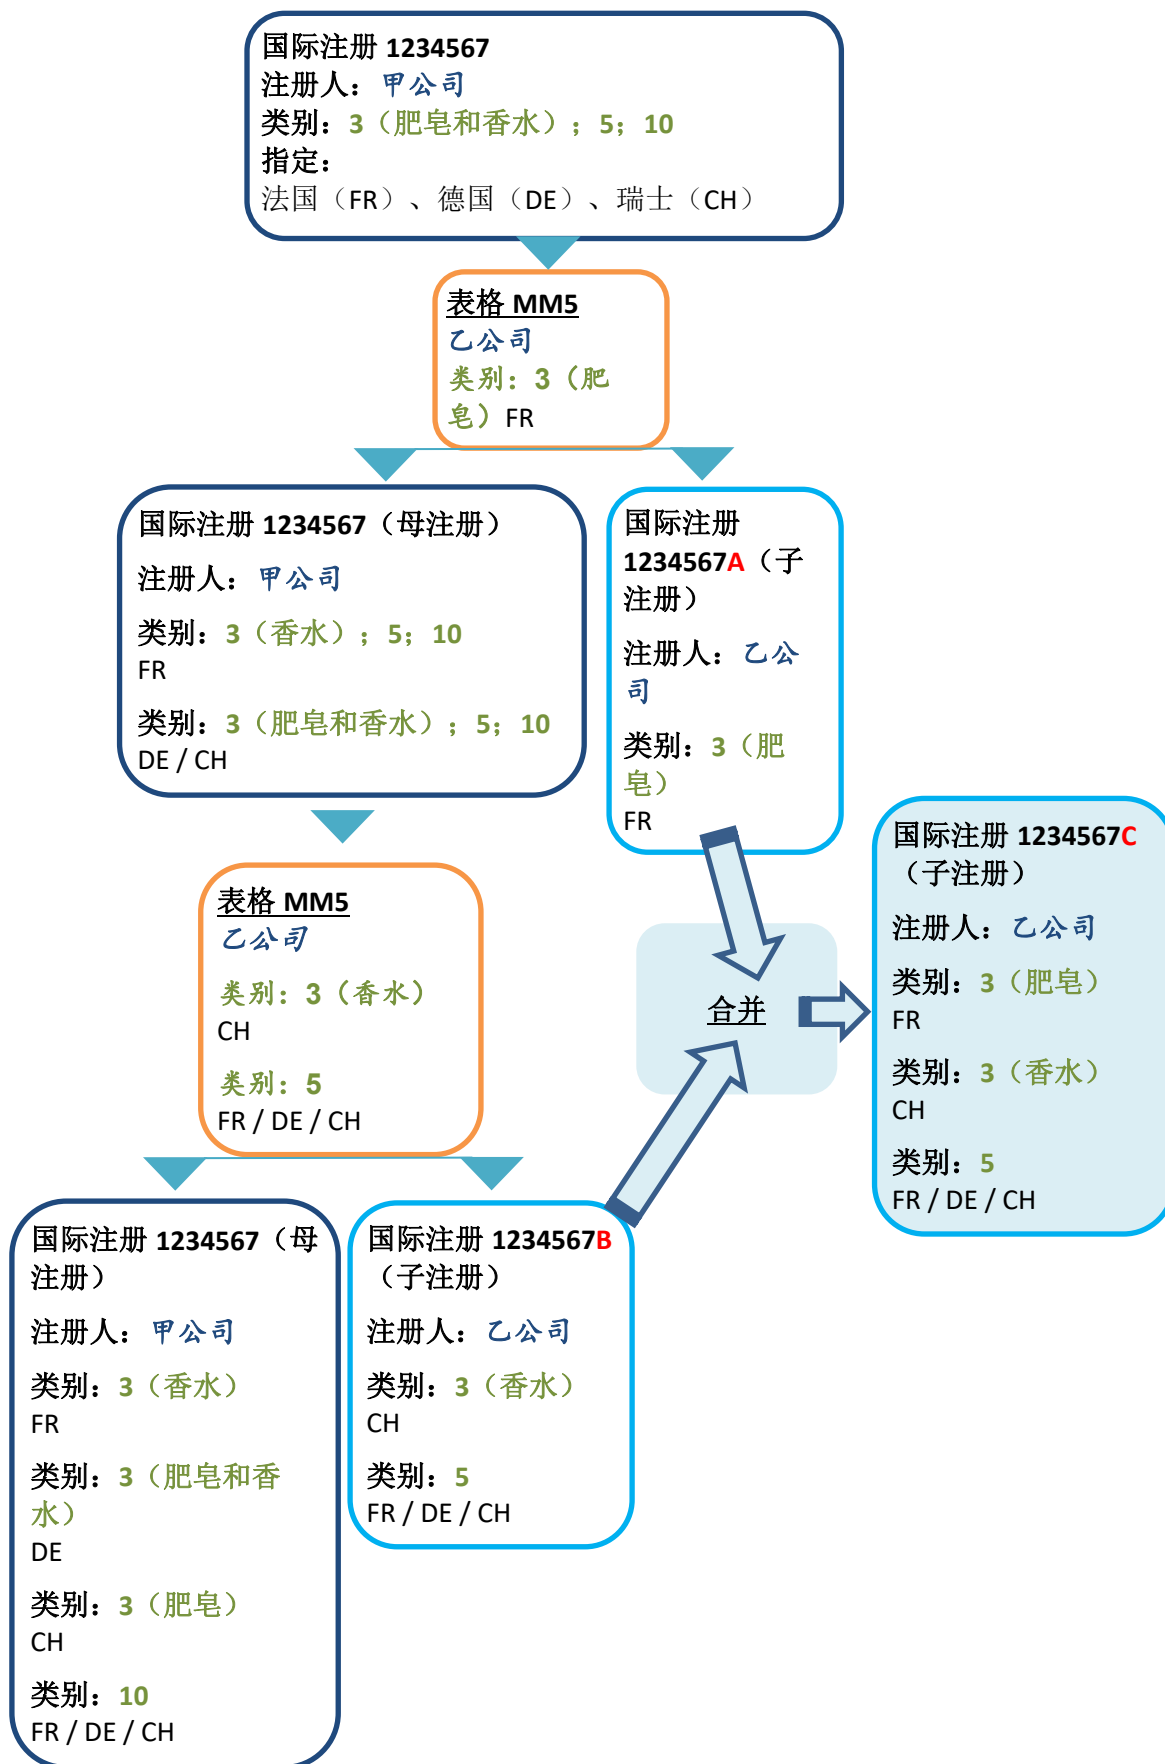 国际注册 1234567
注册人：甲公司
类别：3（肥皂和香水）；5；10
指定：
法国（FR）、德国（DE）、瑞士（CH）
表格 MM5
乙公司
类别：3（肥
皂）FR
国际注册 1234567（母注册）
注册人：甲公司
类别：3（香水）；5；10
FR
类别：3（肥皂和香水）；5；10
DE / CH
国际注册
1234567A（子
注册）
注册人：乙公
司
类别：3（肥
皂）
FR
表格 MM5
乙公司
类别：3（香水）
CH
类别：5
FR / DE / CH
合并
国际注册 1234567C
（子注册）
注册人：乙公司
类别：3（肥皂）
FR
类别：3（香水）
CH
类别：5
FR / DE / CH
国际注册 1234567（母
注册）
注册人：甲公司
类别：3（香水）
FR
类别：3（肥皂和香
水）
DE
类别：3（肥皂）
CH
类别：10
FR / DE / CH
国际注册 1234567B
（子注册）
注册人：乙公司
类别：3（香水）
CH
类别：5
FR / DE / CH